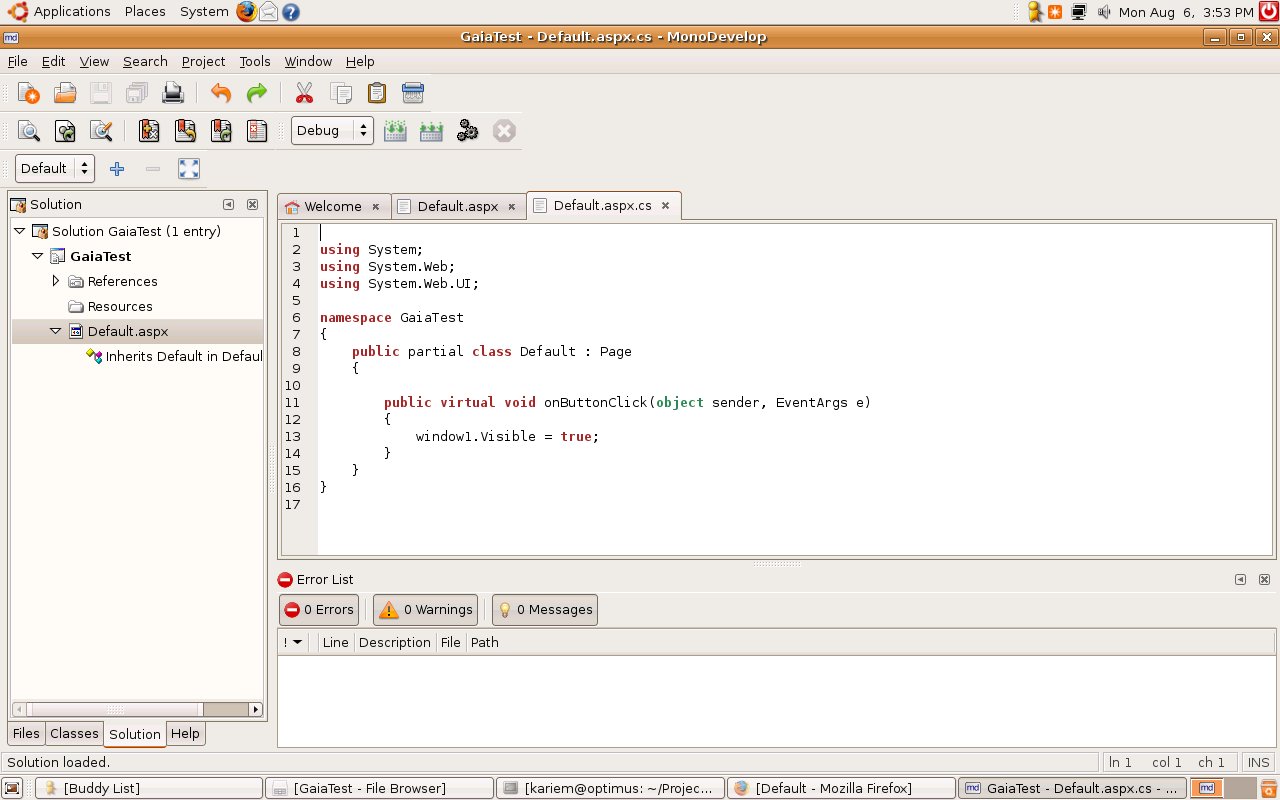 Applications Places System Mon Aug 6, 3:53 PM
GaiaTest - Default.aspx.cs - MonoDevelop
File Edit View Search Project Tools Window Help
Debug
Default
Solution
Welcome Default.aspx Default.aspx.cs
Solution GaiaTest (1 entry)
GaiaTest
References
Resources
Default.aspx
Inherits Default in Defaul
1
2 using System;
3 using System.Web;
4 using System.Web.UI;
5
6 namespace GaiaTest
7 {
8 public partial class Default : Page
9 {
10
11 public virtual void onButtonClick(object sender, EventArgs e)
12 {
13 window1.Visible = true;
14 }
15 }
16 }
17
Error List
0 Errors 0 Warnings 0 Messages
! Line Description File Path
Files Classes Solution Help
Solution loaded. ln 1 col 1 ch 1 INS
[Buddy List] [GaiaTest - File Browser] [karien@optimus: ~/Projec... [Default - Mozilla Firefox] GaiaTest - Default.aspx.cs - ...